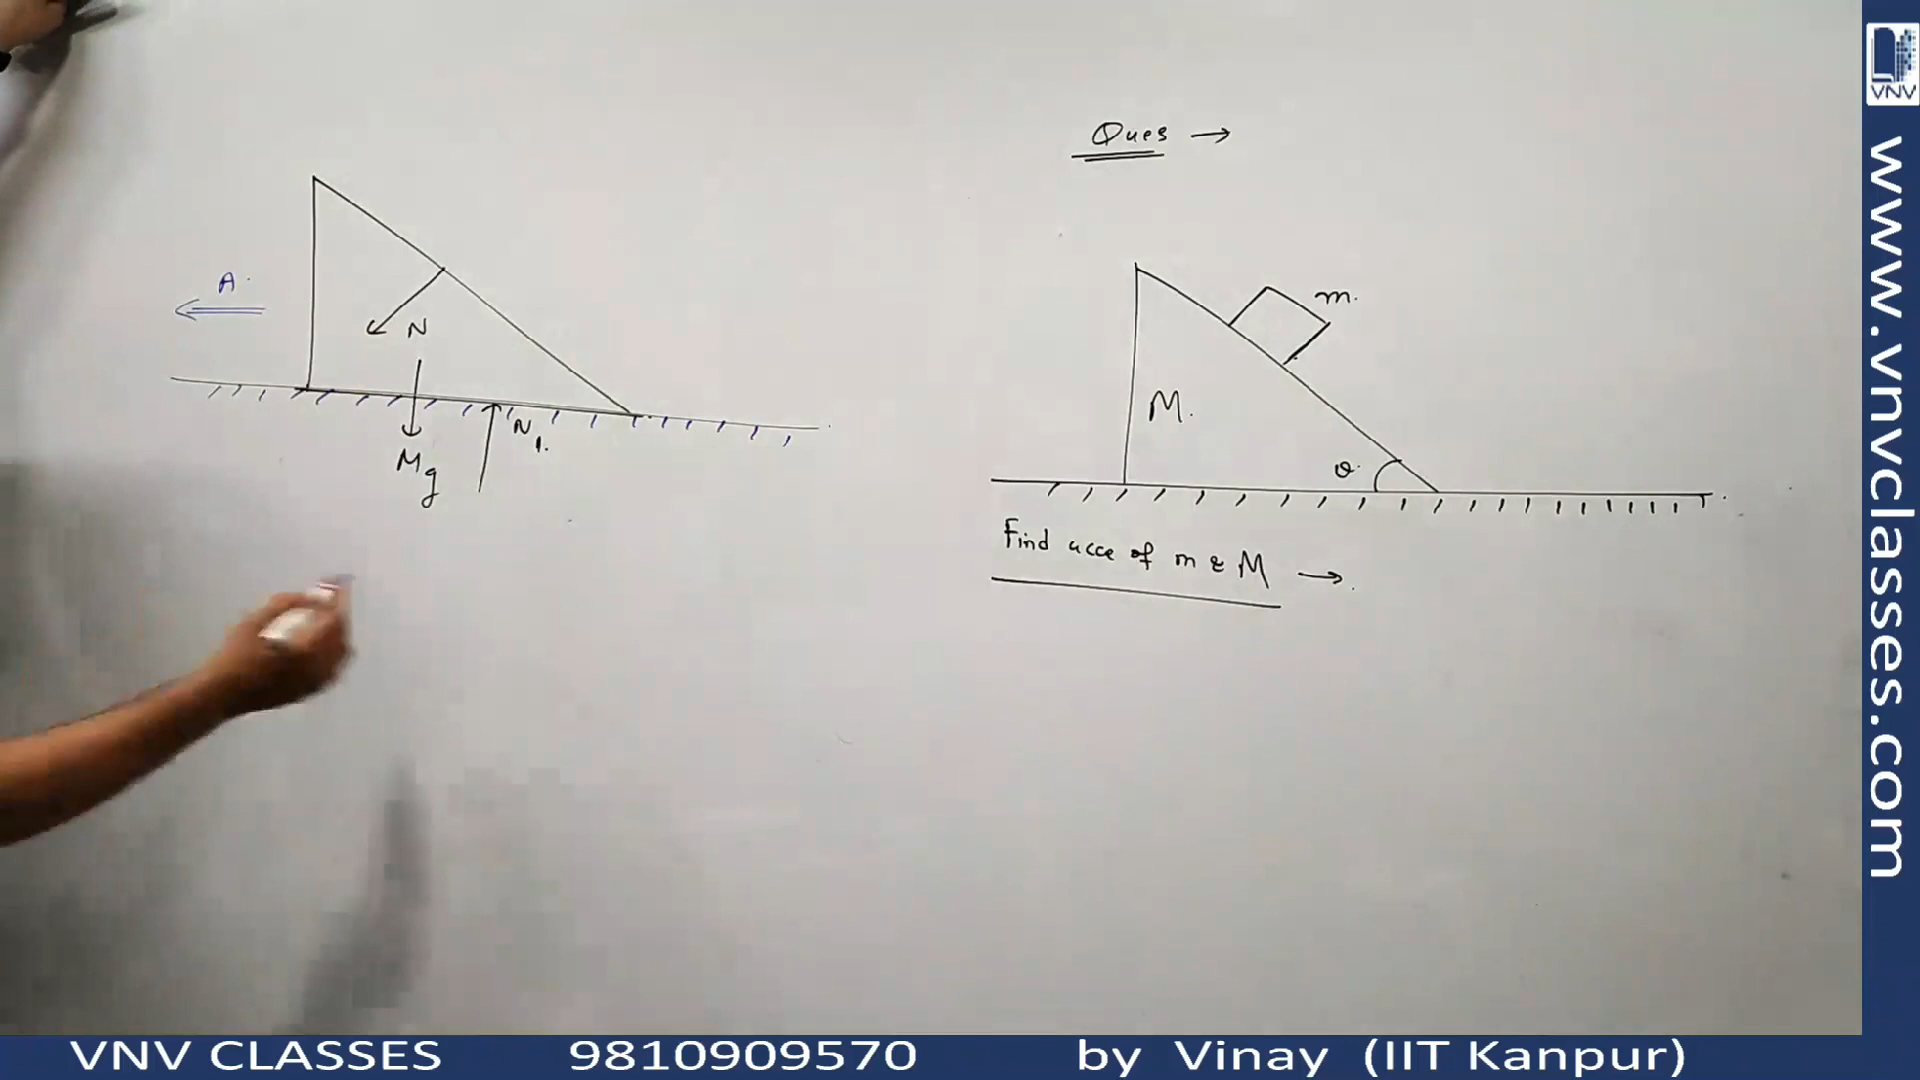 Ques →
A.
N
N1.
Mg
m.
M.
θ.
Find acce of m & M →.
VNV
www.vnvclasses.com
VNV CLASSES 9810909570 by Vinay (IIT Kanpur)